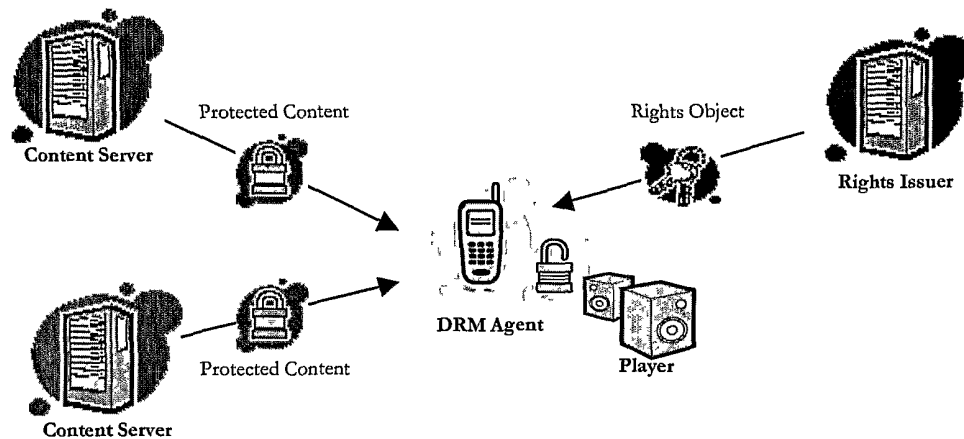 Protected Content
Rights Object
Content Server
Rights Issuer
DRM Agent
Player
Protected Content
Content Server